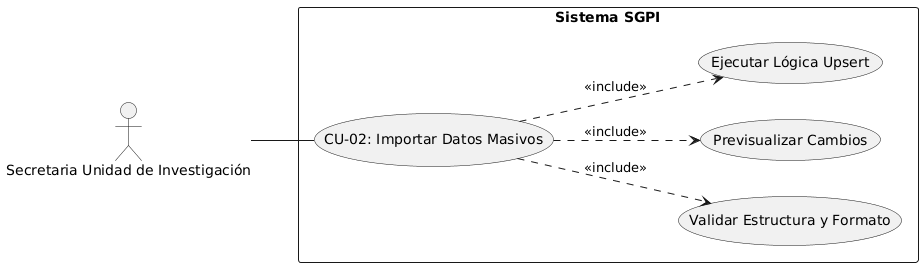 Sistema SGPI
Ejecutar Lógica Upsert
«include»
CU-02: Importar Datos Masivos
«include»
Previsualizar Cambios
Secretaria Unidad de Investigación
«include»
Validar Estructura y Formato